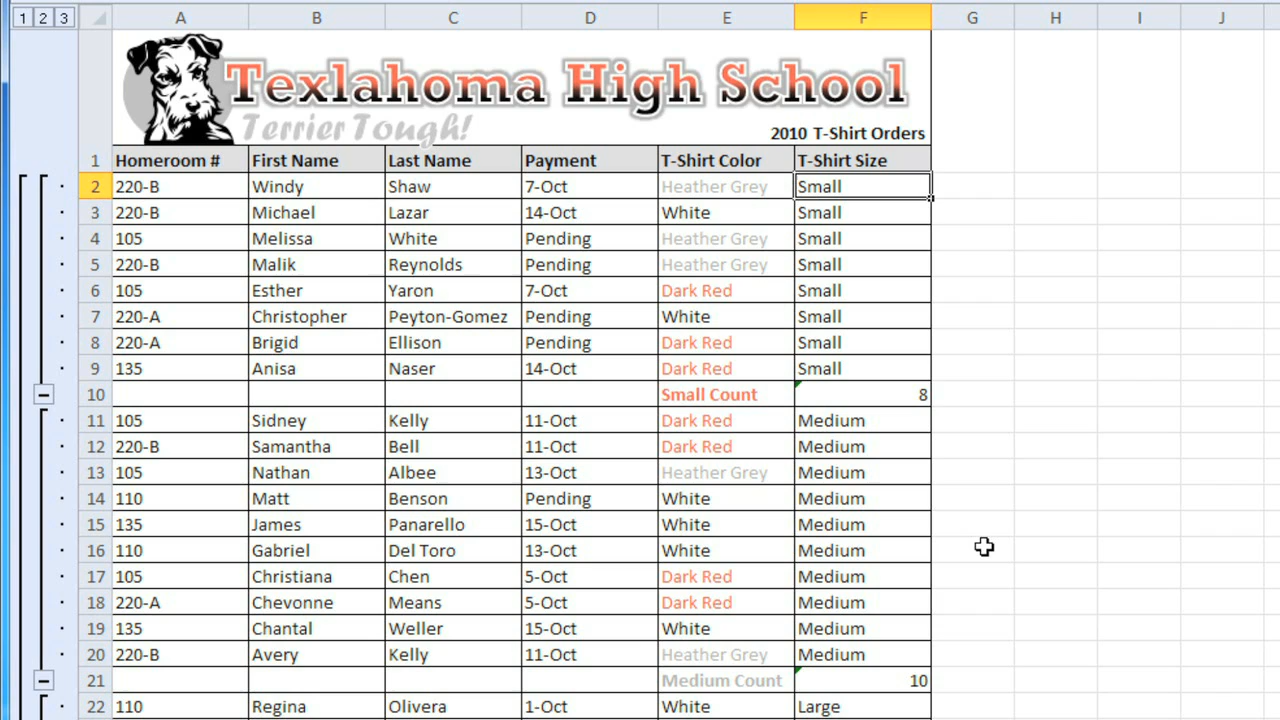 1 2 3 A B C D E F G H I J
Texlahoma High School
Terrier Tough!
2010 T-Shirt Orders
1 Homeroom # First Name Last Name Payment T-Shirt Color T-Shirt Size
2 220-B Windy Shaw 7-Oct Heather Grey Small
3 220-B Michael Lazar 14-Oct White Small
4 105 Melissa White Pending Heather Grey Small
5 220-B Malik Reynolds Pending Heather Grey Small
6 105 Esther Yaron 7-Oct Dark Red Small
7 220-A Christopher Peyton-Gomez Pending White Small
8 220-A Brigid Ellison Pending Dark Red Small
9 135 Anisa Naser 14-Oct Dark Red Small
10 Small Count 8
11 105 Sidney Kelly 11-Oct Dark Red Medium
12 220-B Samantha Bell 11-Oct Dark Red Medium
13 105 Nathan Albee 13-Oct Heather Grey Medium
14 110 Matt Benson Pending White Medium
15 135 James Panarello 15-Oct White Medium
16 110 Gabriel Del Toro 13-Oct White Medium
17 105 Christiana Chen 5-Oct Dark Red Medium
18 220-A Chevonne Means 5-Oct Dark Red Medium
19 135 Chantal Weller 15-Oct White Medium
20 220-B Avery Kelly 11-Oct Heather Grey Medium
21 Medium Count 10
22 110 Regina Olivera 1-Oct White Large